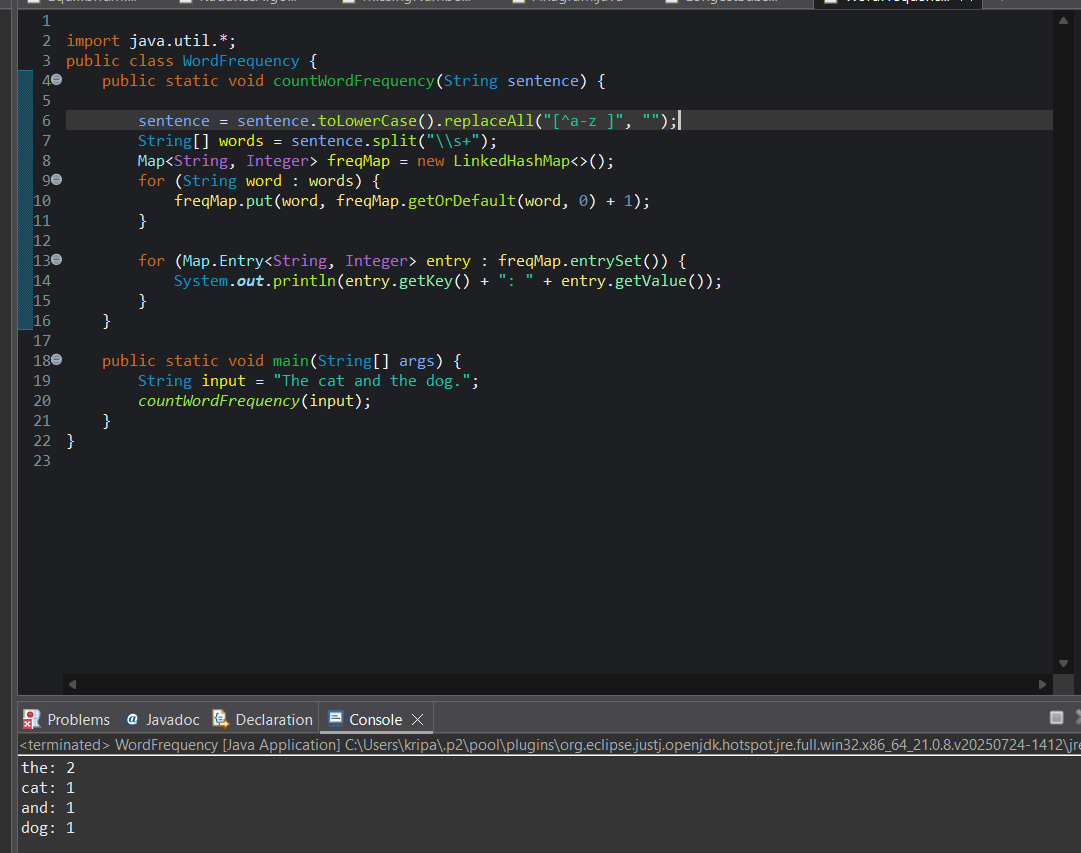 1
2 import java.util.*;
3 public class WordFrequency {
4 public static void countWordFrequency(String sentence) {
5
6 sentence = sentence.toLowerCase().replaceAll("[^a-z ]", "");
7 String[] words = sentence.split("\\s+");
8 Map<String, Integer> freqMap = new LinkedHashMap<>();
9 for (String word : words) {
10 freqMap.put(word, freqMap.getOrDefault(word, 0) + 1);
11 }
12
13 for (Map.Entry<String, Integer> entry : freqMap.entrySet()) {
14 System.out.println(entry.getKey() + ": " + entry.getValue());
15 }
16 }
17
18 public static void main(String[] args) {
19 String input = "The cat and the dog.";
20 countWordFrequency(input);
21 }
22 }
23
Problems @ Javadoc Declaration Console
<terminated> WordFrequency [Java Application] C:\Users\kripa\.p2\pool\plugins\org.eclipse.justj.openjdk.hotspot.jre.full.win32.x86_64_21.0.8.v20250724-1412\jre
the: 2
cat: 1
and: 1
dog: 1